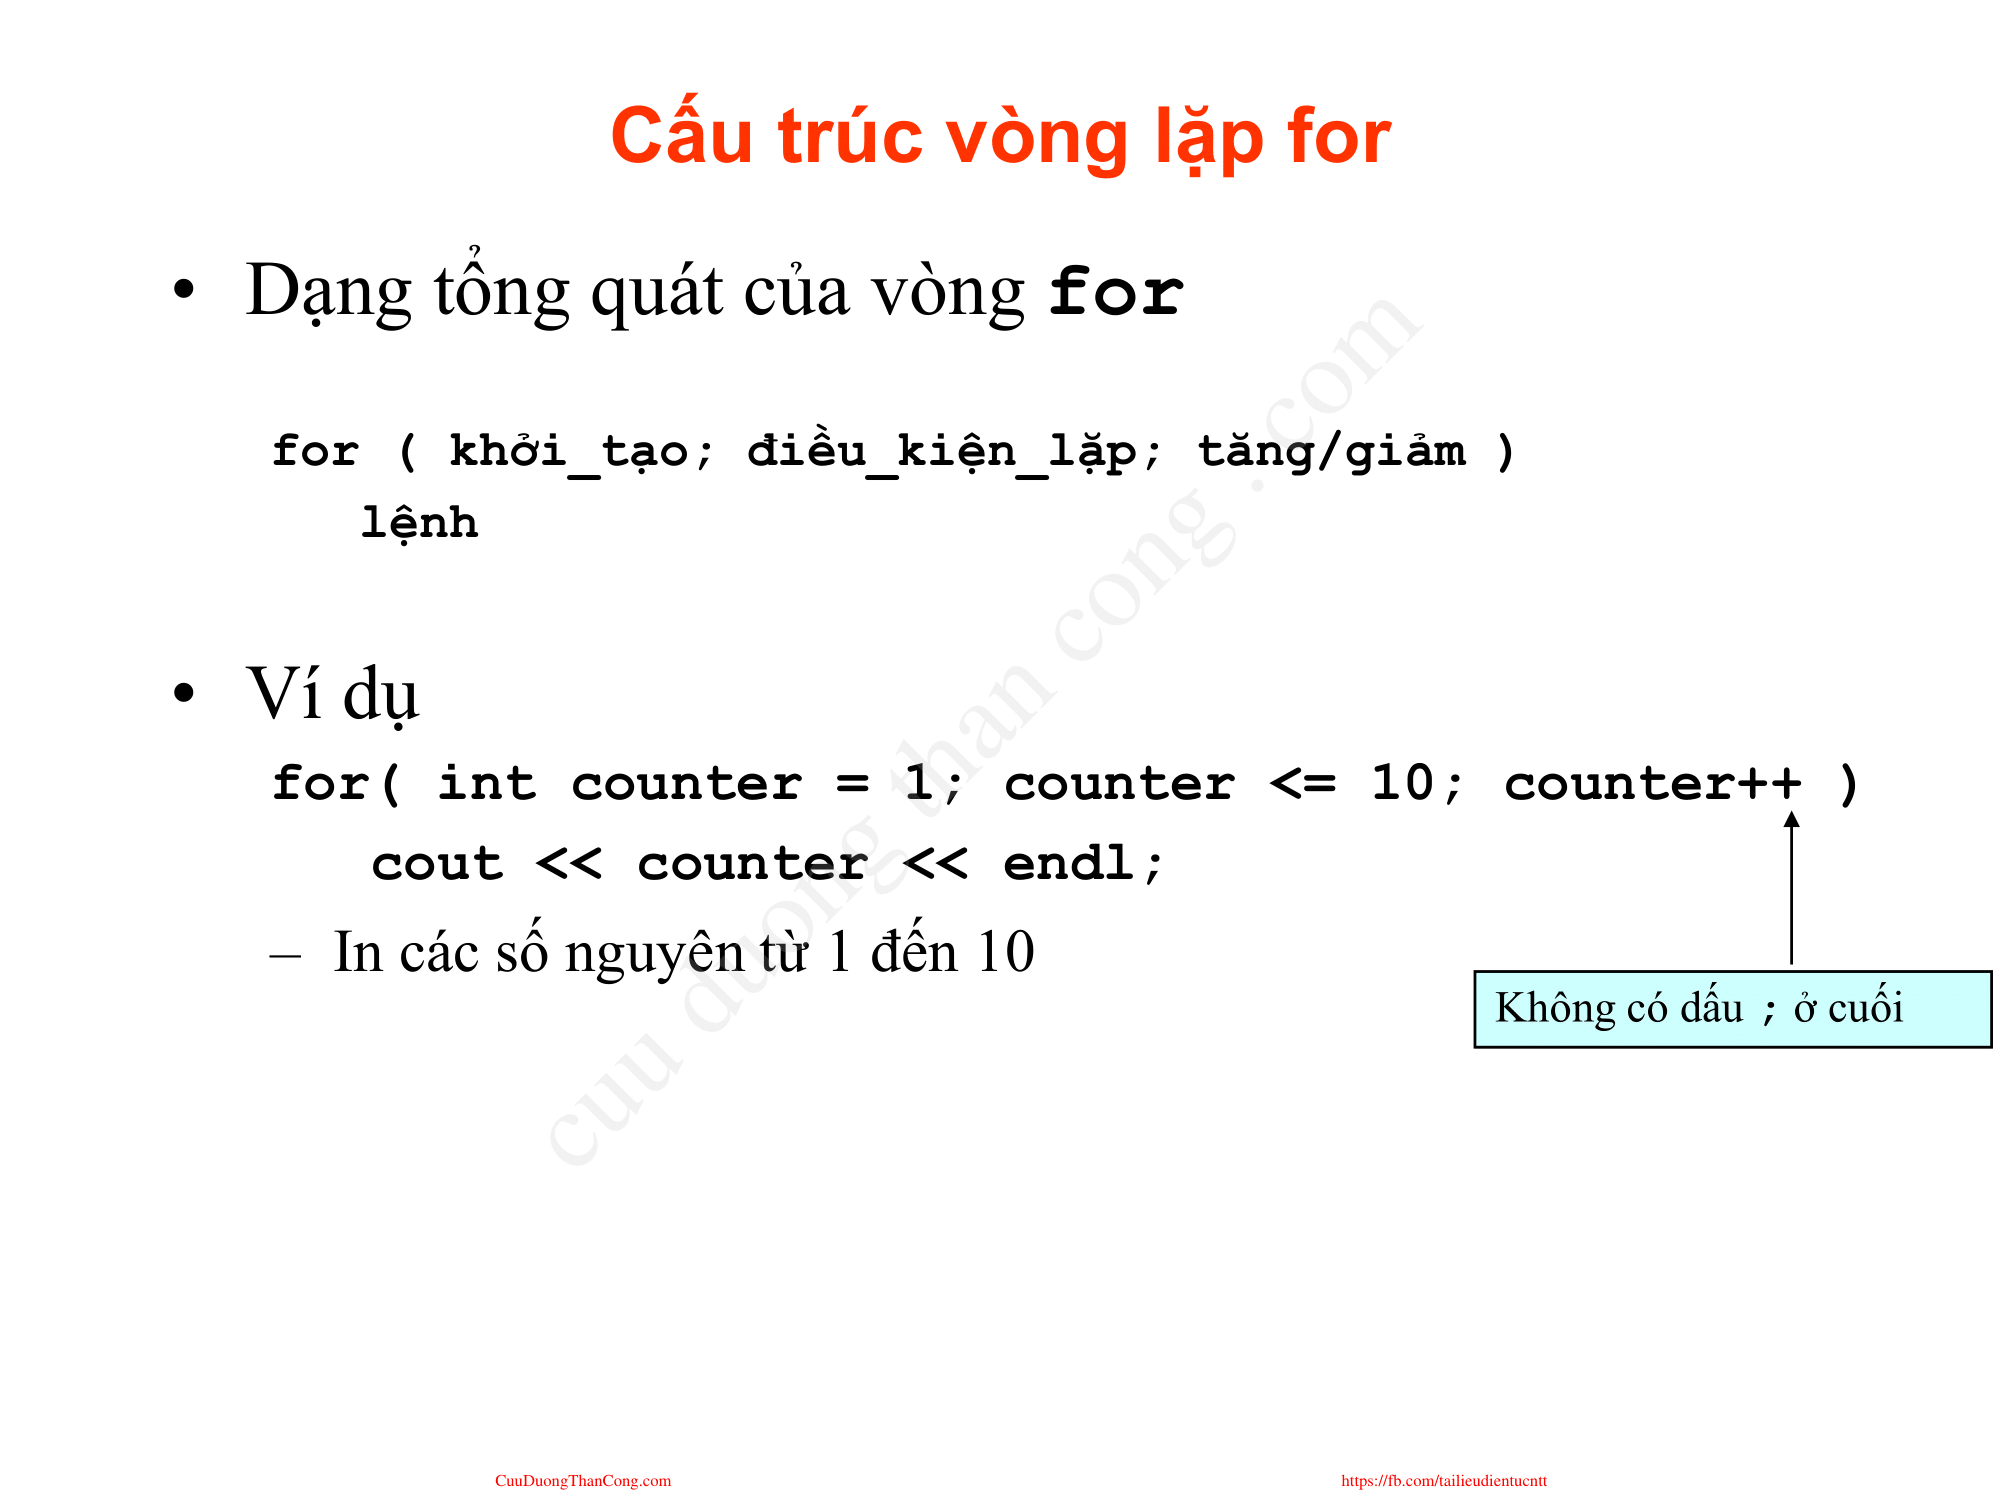 Cấu trúc vòng lặp for
• Dạng tổng quát của vòng for
for ( khởi_tạo; điều_kiện_lặp; tăng/giảm )
lệnh
• Ví dụ
for( int counter = 1; counter <= 10; counter++ )
cout << counter << endl;
– In các số nguyên từ 1 đến 10
Không có dấu ; ở cuối
cuu duong than cong . com
CuuDuongThanCong.com
https://fb.com/tailieudientucntt